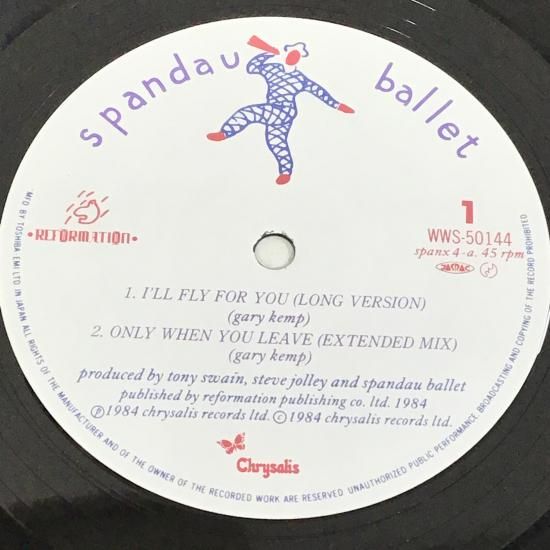 spandau ballet
REFORMATION
1
WWS-50144
spanx 4-a. 45 rpm
JASRAC
1. I'LL FLY FOR YOU (LONG VERSION)
(gary kemp)
2. ONLY WHEN YOU LEAVE (EXTENDED MIX)
(gary kemp)
produced by tony swain, steve jolley and spandau ballet
published by reformation publishing co. ltd. 1984
Ⓟ1984 chrysalis records ltd. ©1984 chrysalis records ltd.
Chrysalis
MFD BY TOSHIBA EMI LTD IN JAPAN ALL RIGHTS OF THE MANUFACTURER AND OF THE OWNER OF THE RECORDED WORK ARE RESERVED. UNAUTHORIZED PUBLIC PERFORMANCE, BROADCASTING AND COPYING OF THE RECORD PROHIBITED